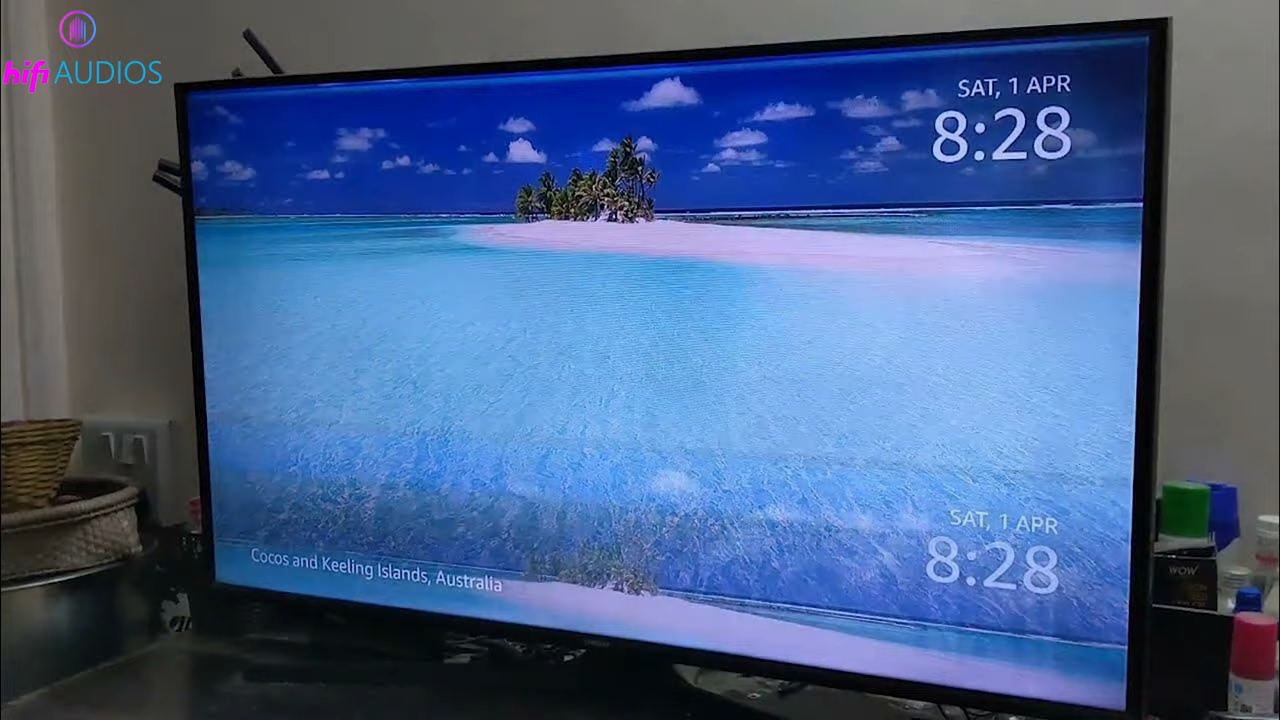 hifi AUDIOS
SAT, 1 APR
8:28
SAT, 1 APR
8:28
Cocos and Keeling Islands, Australia
WOW